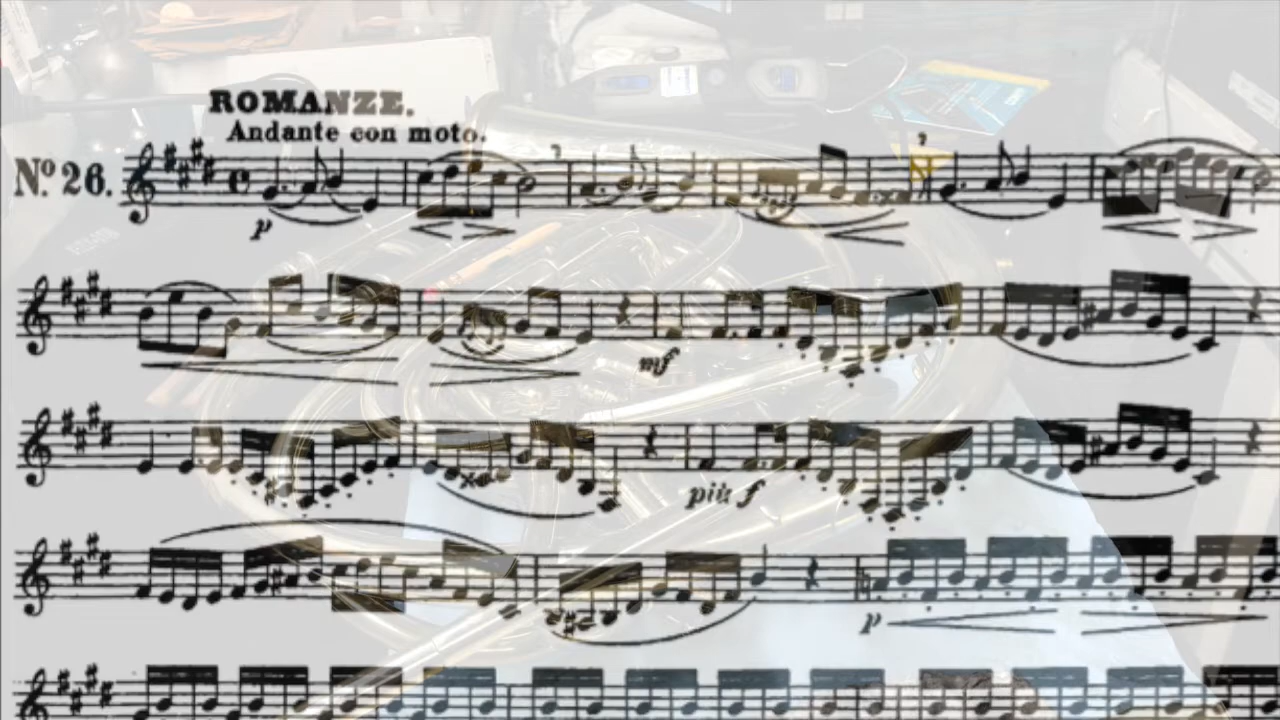 ROMANZE.
Andante con moto.
Nº 26.
p
mf
più f
p